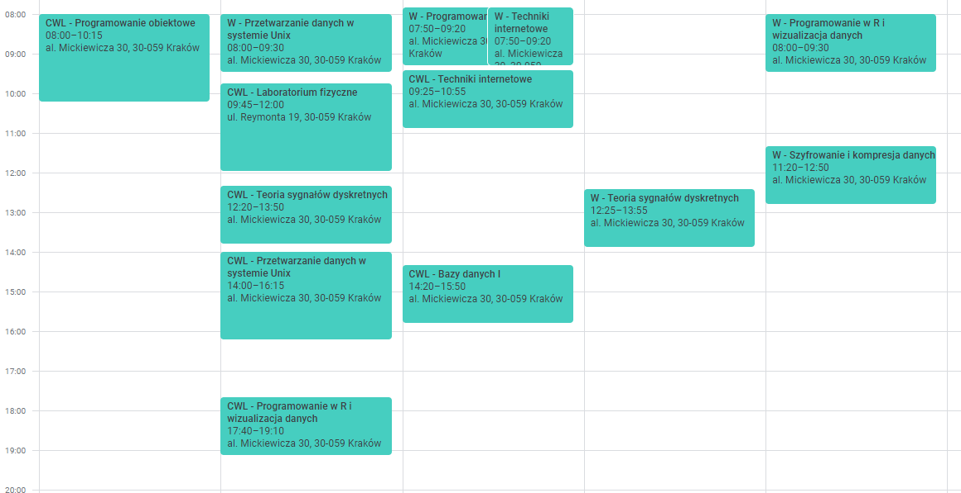 08:00
09:00
10:00
11:00
12:00
13:00
14:00
15:00
16:00
17:00
18:00
19:00
20:00
CWL - Programowanie obiektowe
08:00–10:15
al. Mickiewicza 30, 30-059 Kraków
W - Przetwarzanie danych w
systemie Unix
08:00–09:30
al. Mickiewicza 30, 30-059 Kraków
CWL - Laboratorium fizyczne
09:45–12:00
ul. Reymonta 19, 30-059 Kraków
CWL - Teoria sygnałów dyskretnych
12:20–13:50
al. Mickiewicza 30, 30-059 Kraków
CWL - Przetwarzanie danych w
systemie Unix
14:00–16:15
al. Mickiewicza 30, 30-059 Kraków
CWL - Programowanie w R i
wizualizacja danych
17:40–19:10
al. Mickiewicza 30, 30-059 Kraków
W - Programowan
07:50–09:20
al. Mickiewicza 30
Kraków
W - Techniki
internetowe
07:50–09:20
al. Mickiewicza
30, 30-059
CWL - Techniki internetowe
09:25–10:55
al. Mickiewicza 30, 30-059 Kraków
CWL - Bazy danych I
14:20–15:50
al. Mickiewicza 30, 30-059 Kraków
W - Teoria sygnałów dyskretnych
12:25–13:55
al. Mickiewicza 30, 30-059 Kraków
W - Programowanie w R i
wizualizacja danych
08:00–09:30
al. Mickiewicza 30, 30-059 Kraków
W - Szyfrowanie i kompresja danych
11:20–12:50
al. Mickiewicza 30, 30-059 Kraków